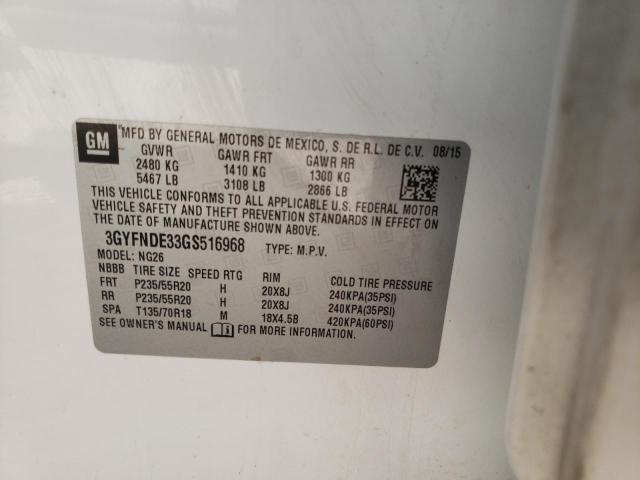 GM MFD BY GENERAL MOTORS DE MEXICO, S. DE R.L. DE C.V. 08/15
GVWR GAWR FRT GAWR RR
2480 KG 1410 KG 1300 KG
5467 LB 3108 LB 2866 LB
THIS VEHICLE CONFORMS TO ALL APPLICABLE U.S. FEDERAL MOTOR
VEHICLE SAFETY AND THEFT PREVENTION STANDARDS IN EFFECT ON
THE DATE OF MANUFACTURE SHOWN ABOVE.
3GYFNDE33GS516968 TYPE: M.P.V.
MODEL: NG26
NBBB TIRE SIZE SPEED RTG RIM COLD TIRE PRESSURE
FRT P235/55R20 H 20X8J 240KPA(35PSI)
RR P235/55R20 H 20X8J 240KPA(35PSI)
SPA T135/70R18 M 18X4.5B 420KPA(60PSI)
SEE OWNER'S MANUAL FOR MORE INFORMATION.